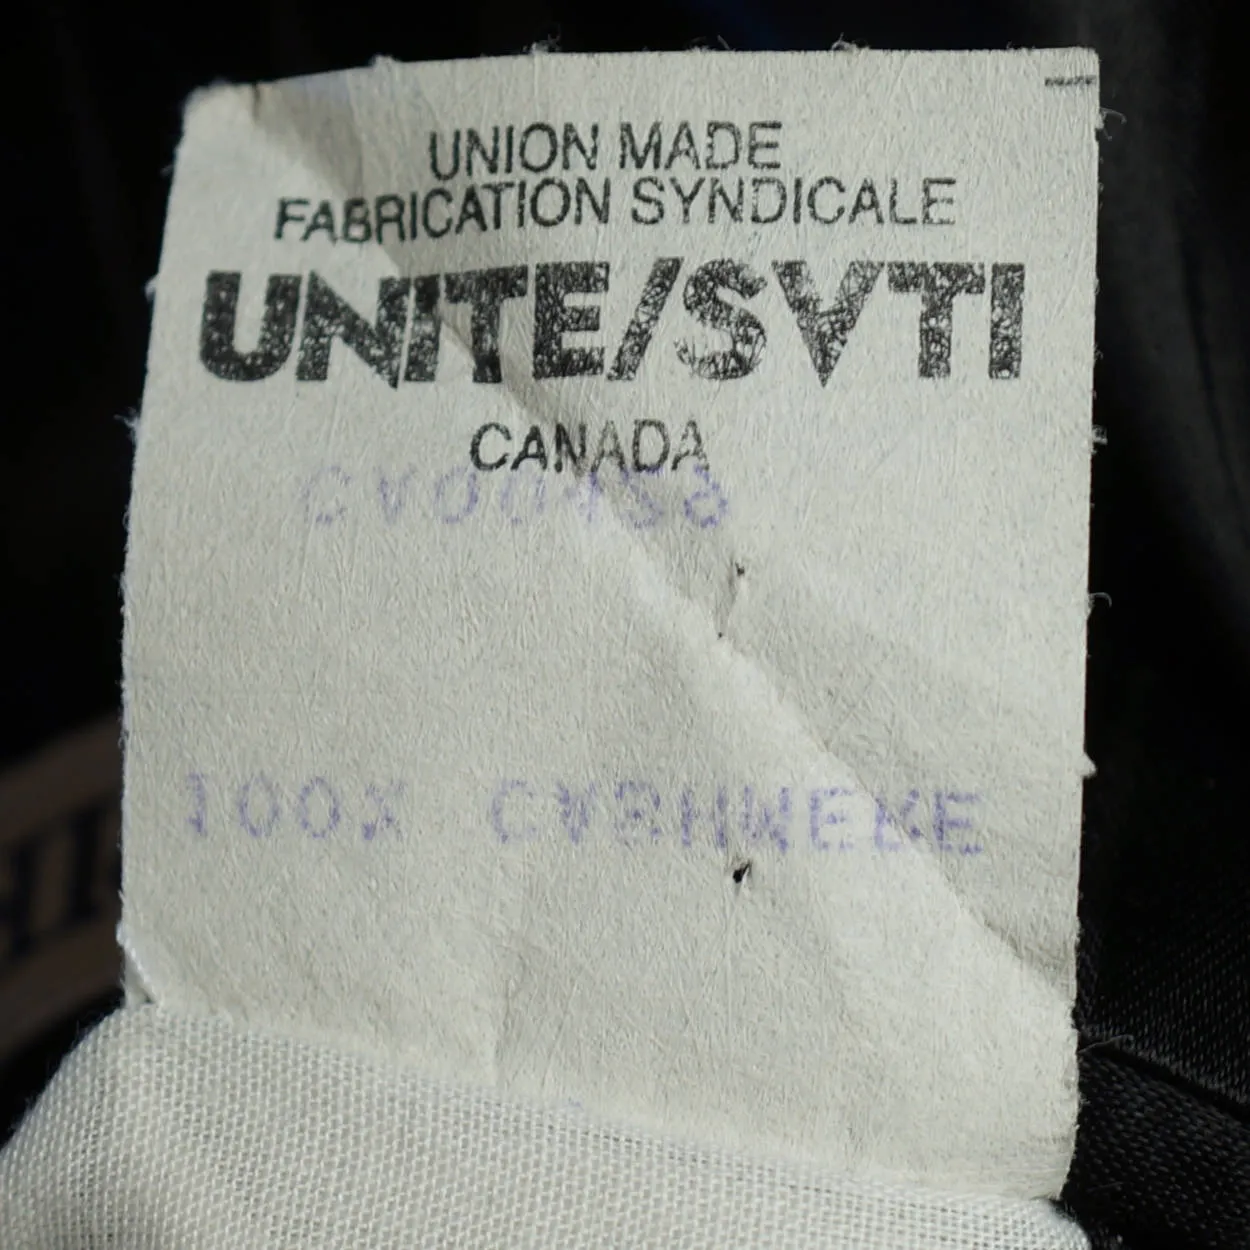 UNION MADE
FABRICATION SYNDICALE
UNITE/SVTI
CANADA
100% CASHMERE